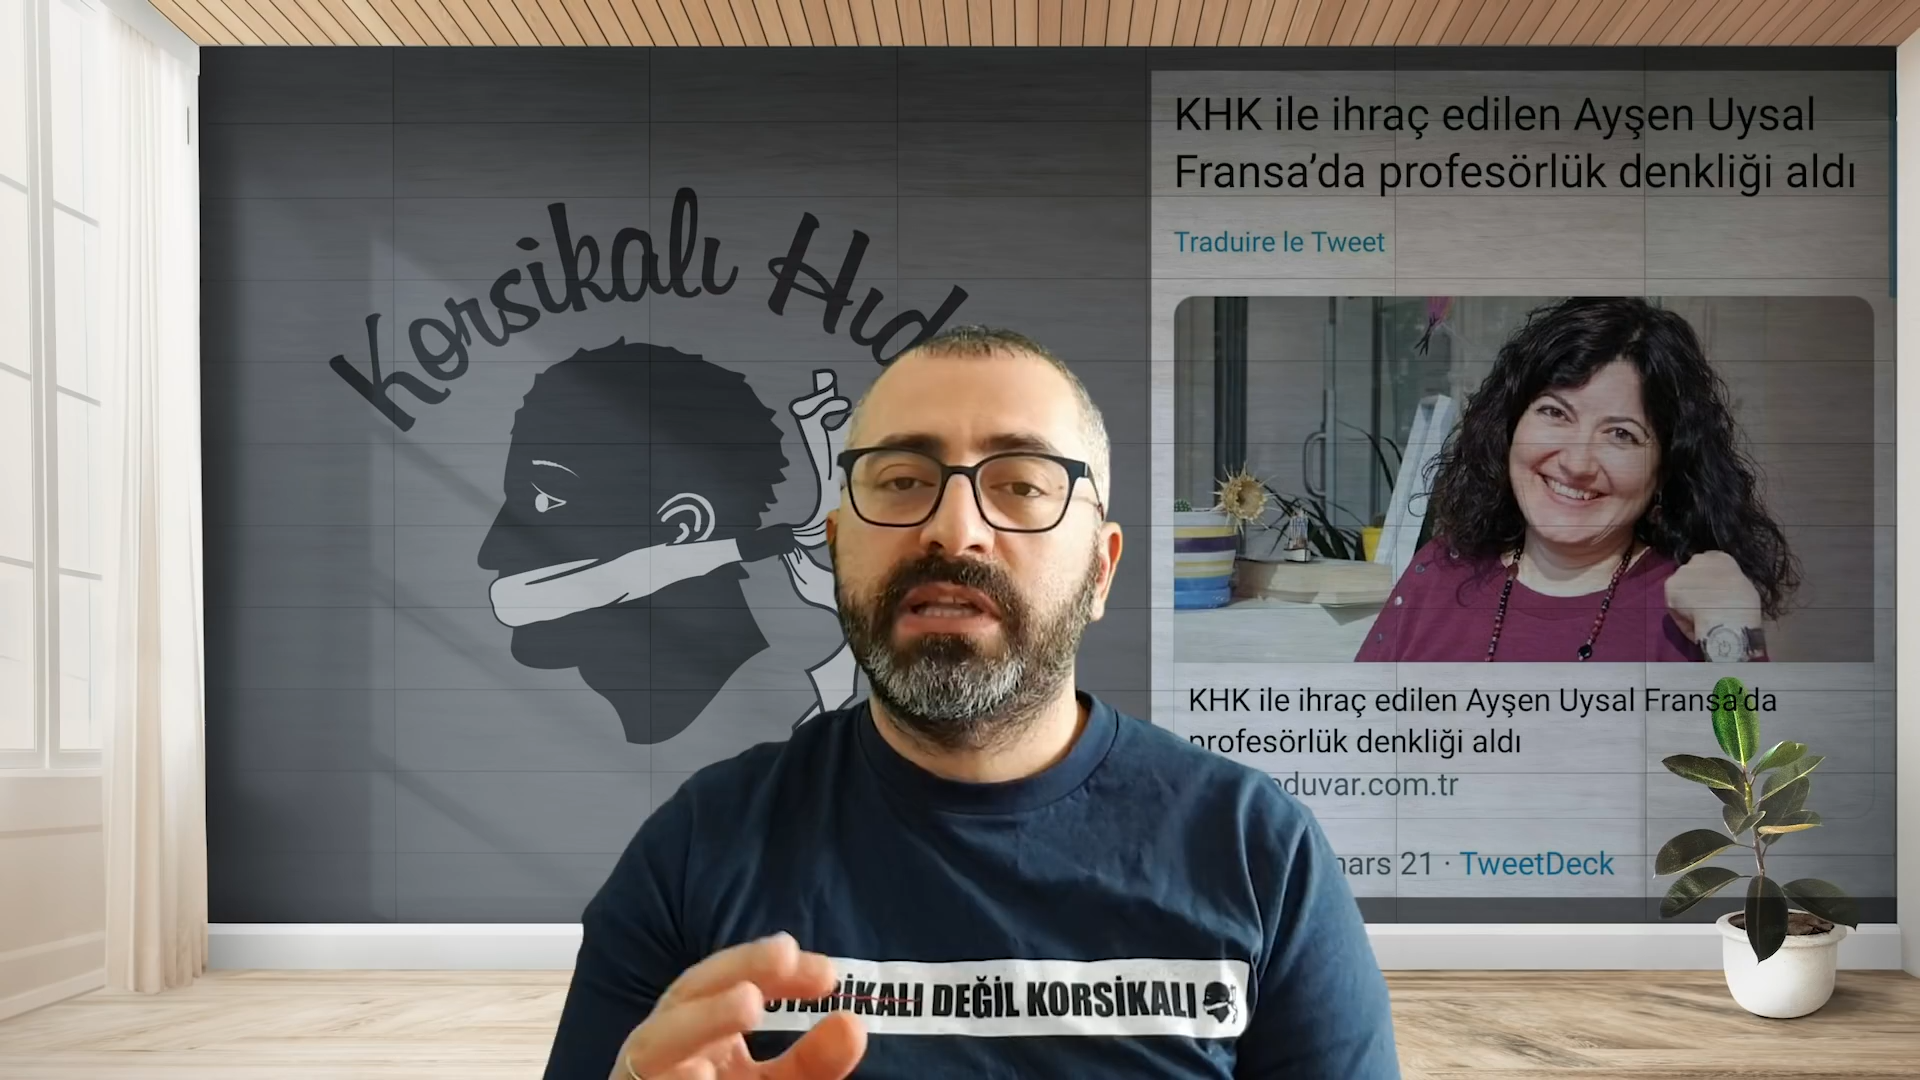 Korsikalı
KHK ile ihraç edilen Ayşen Uysal
Fransa’da profesörlük denkliği aldı
Traduire le Tweet
KHK ile ihraç edilen Ayşen Uysal Fransa’da
profesörlük denkliği aldı
duvar.com.tr
mars 21 · TweetDeck
DEĞİL KORSİKALI